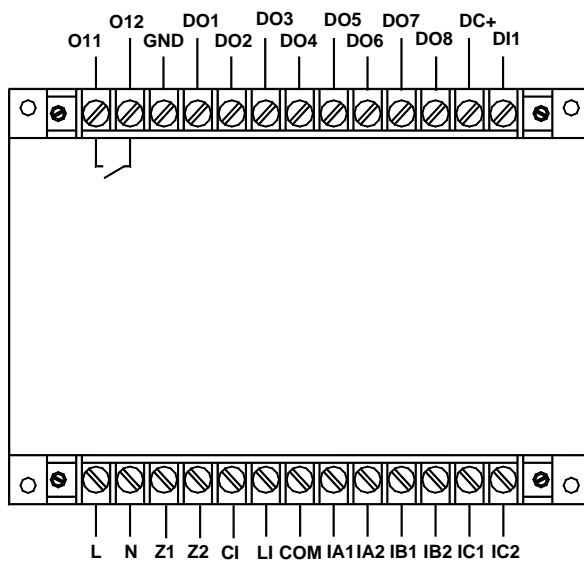 O12 DO1 DO3 DO5 DO7 DC+
O11 GND DO2 DO4 DO6 DO8 DI1
L N Z1 Z2 CI LI COM IA1 IA2 IB1 IB2 IC1 IC2